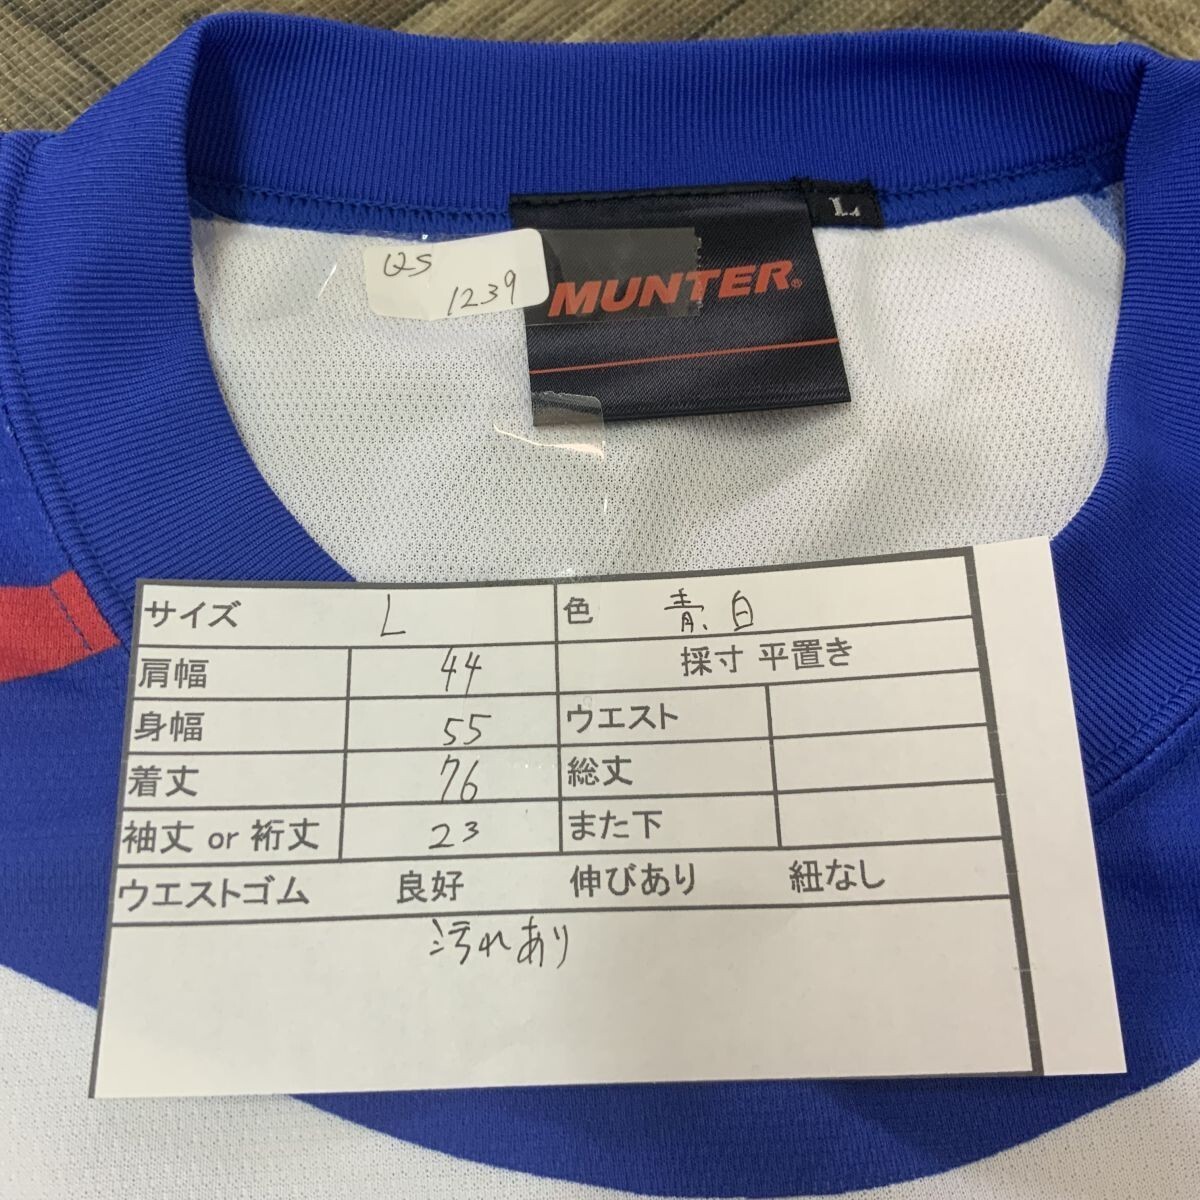 L
QS
1239
MUNTER®
サイズ L 色 青、白
肩幅 44 採寸 平置き
身幅 55 ウエスト
着丈 76 総丈
袖丈 or 裄丈 23 また下
ウエストゴム 良好 伸びあり 紐なし
汚れあり